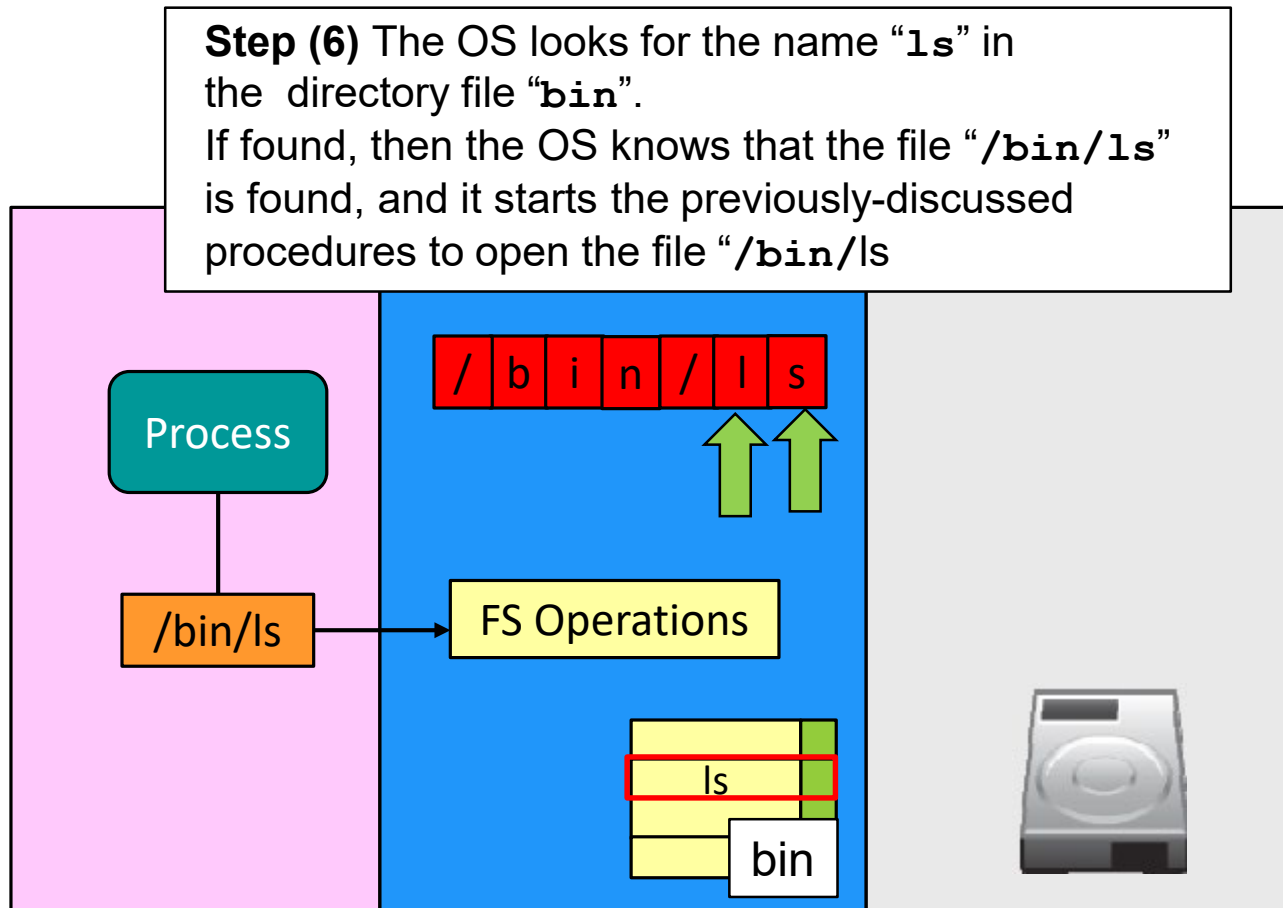 Step (6) The OS looks for the name “ls” in
the  directory file “bin”.
If found, then the OS knows that the file “/bin/ls”
is found, and it starts the previously-discussed
procedures to open the file “/bin/ls
/ b i n / l s
Process
/bin/ls
FS Operations
ls
bin